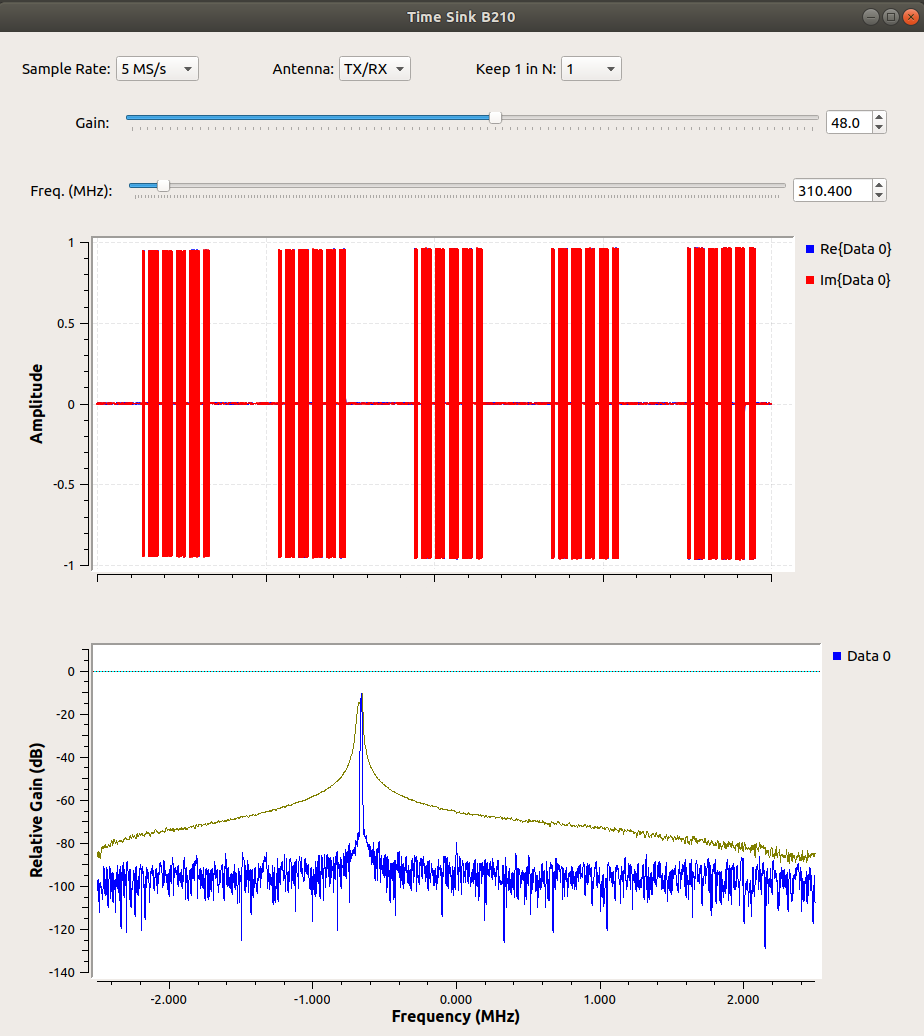 Time Sink B210
Sample Rate: 5 MS/s Antenna: TX/RX Keep 1 in N: 1
Gain: 48.0
Freq. (MHz): 310.400
1
0.5
0
-0.5
-1
Amplitude
Re{Data 0}
Im{Data 0}
0
-20
-40
-60
-80
-100
-120
-140
Relative Gain (dB)
Data 0
-2.000 -1.000 0.000 1.000 2.000
Frequency (MHz)